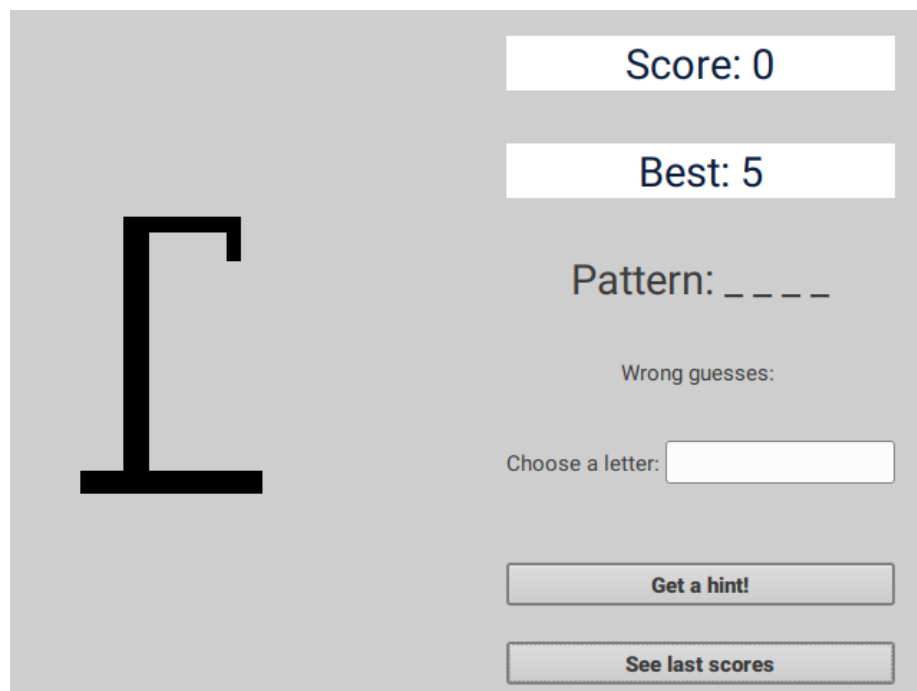 Score: 0
Best: 5
Pattern: _ _ _ _
Wrong guesses:
Choose a letter:
Get a hint!
See last scores